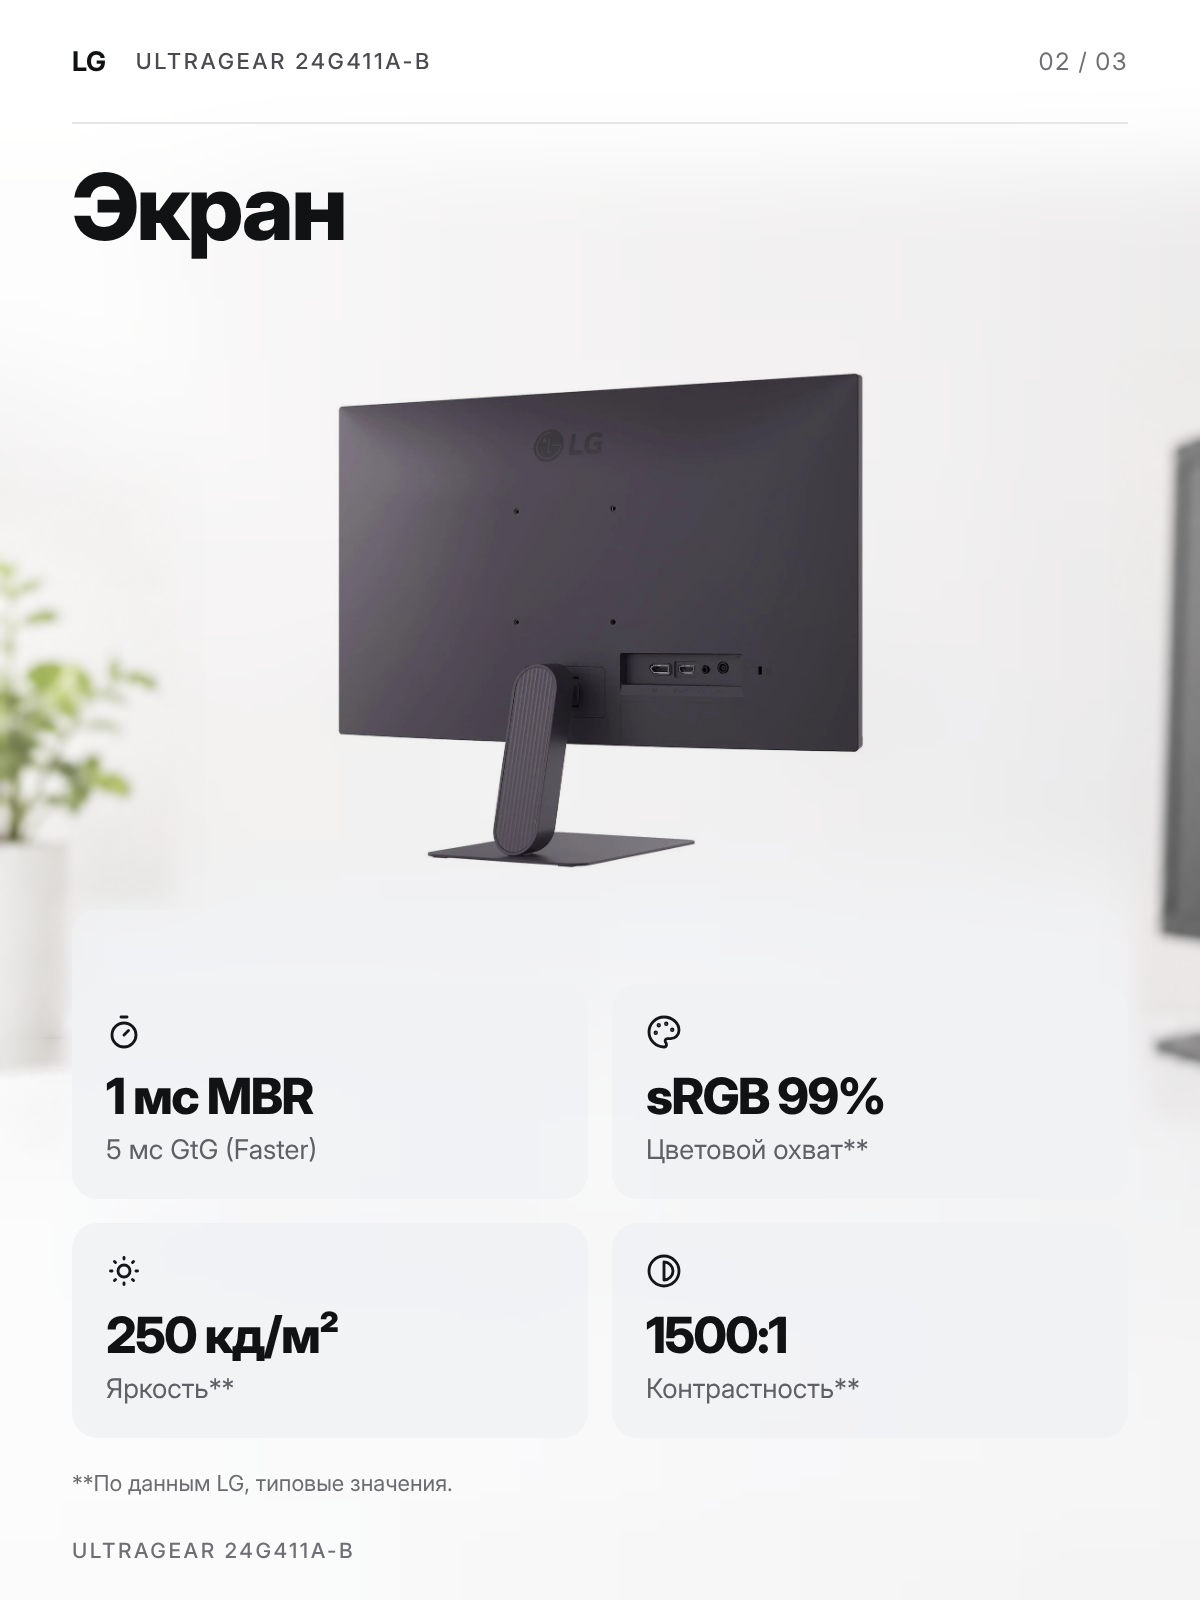 LG ULTRAGEAR 24G411A-B 02 / 03
Экран
LG
1 мс MBR
5 мс GtG (Faster)
sRGB 99%
Цветовой охват**
250 кд/м²
Яркость**
1500:1
Контрастность**
**По данным LG, типовые значения.
ULTRAGEAR 24G411A-B